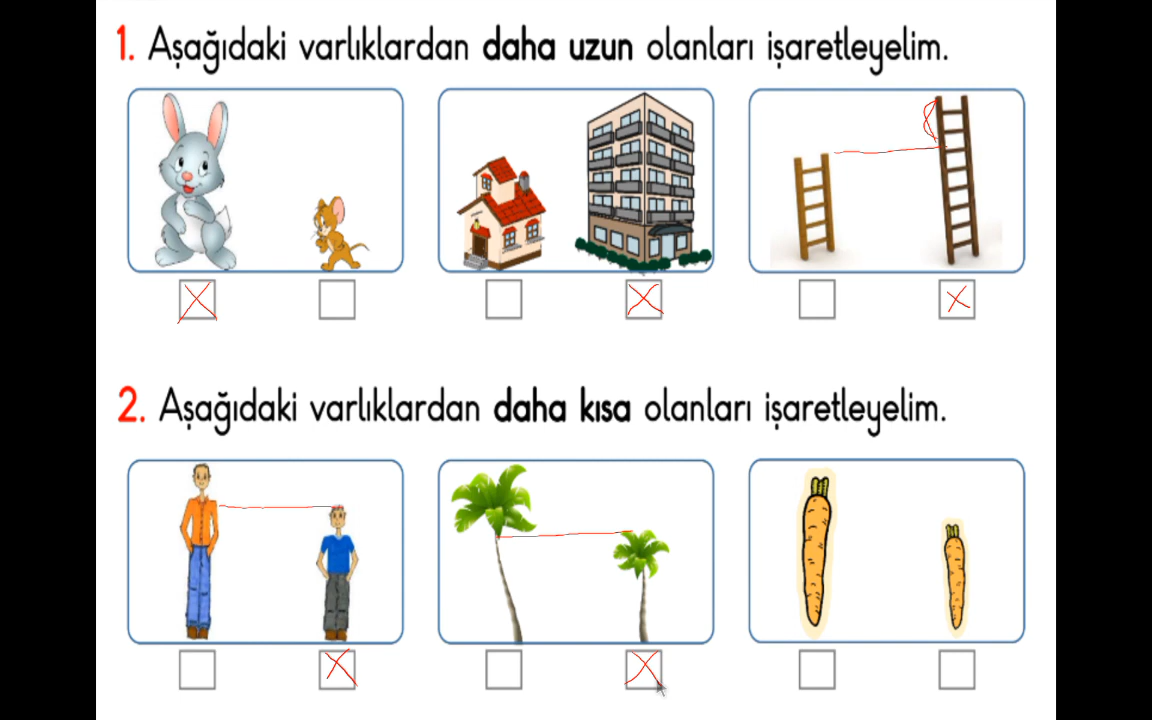 1. Aşağıdaki varlıklardan daha uzun olanları işaretleyelim.
2. Aşağıdaki varlıklardan daha kısa olanları işaretleyelim.